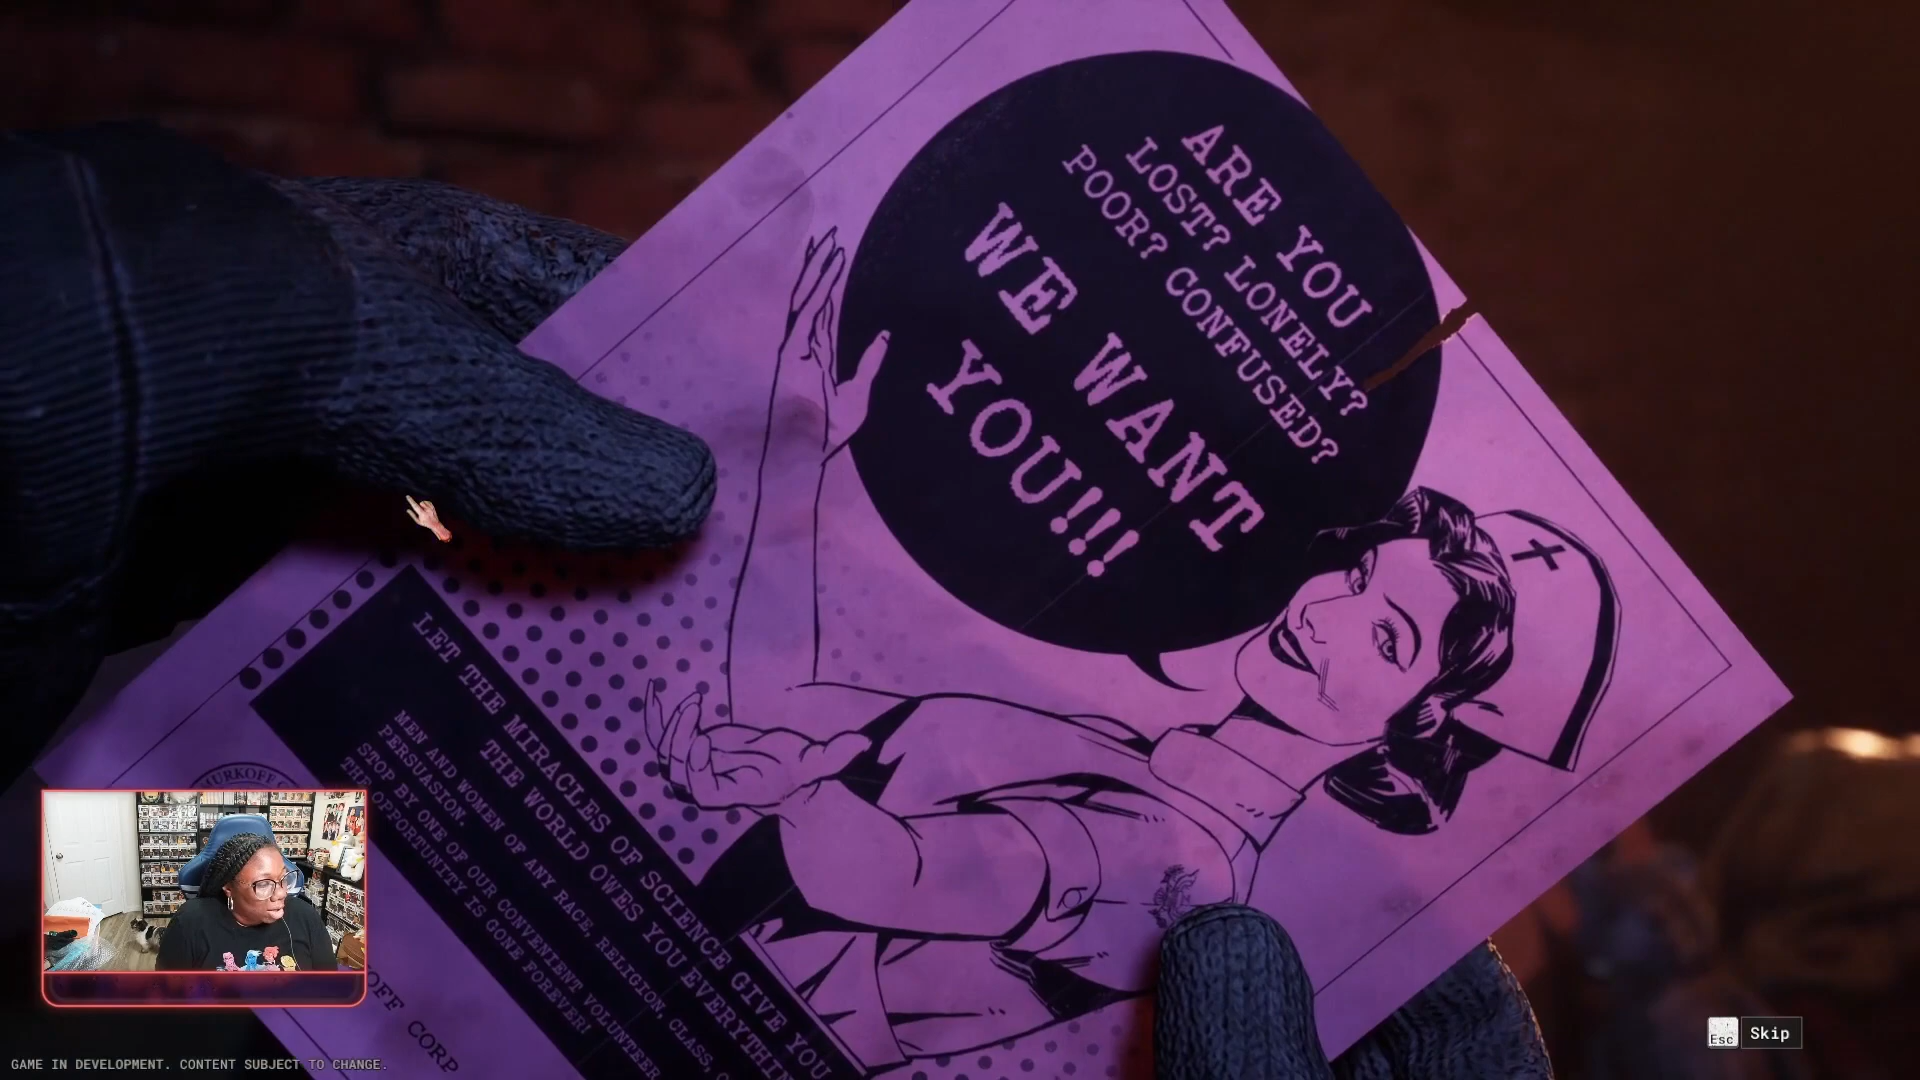 ARE YOU
LOST? LONELY?
POOR? CONFUSED?
WE WANT
YOU!!!
LET THE MIRACLES OF SCIENCE GIVE YOU
THE WORLD OWES YOU EVERYTHIN
MEN AND WOMEN OF ANY RACE, RELIGION, CLASS,
PERSUASION.
STOP BY ONE OF OUR CONVENIENT VOLUNTEER
THE OPPORTUNITY IS GONE FOREVER!
MURKOFF C
KOFF CORP
Esc Skip
GAME IN DEVELOPMENT. CONTENT SUBJECT TO CHANGE.